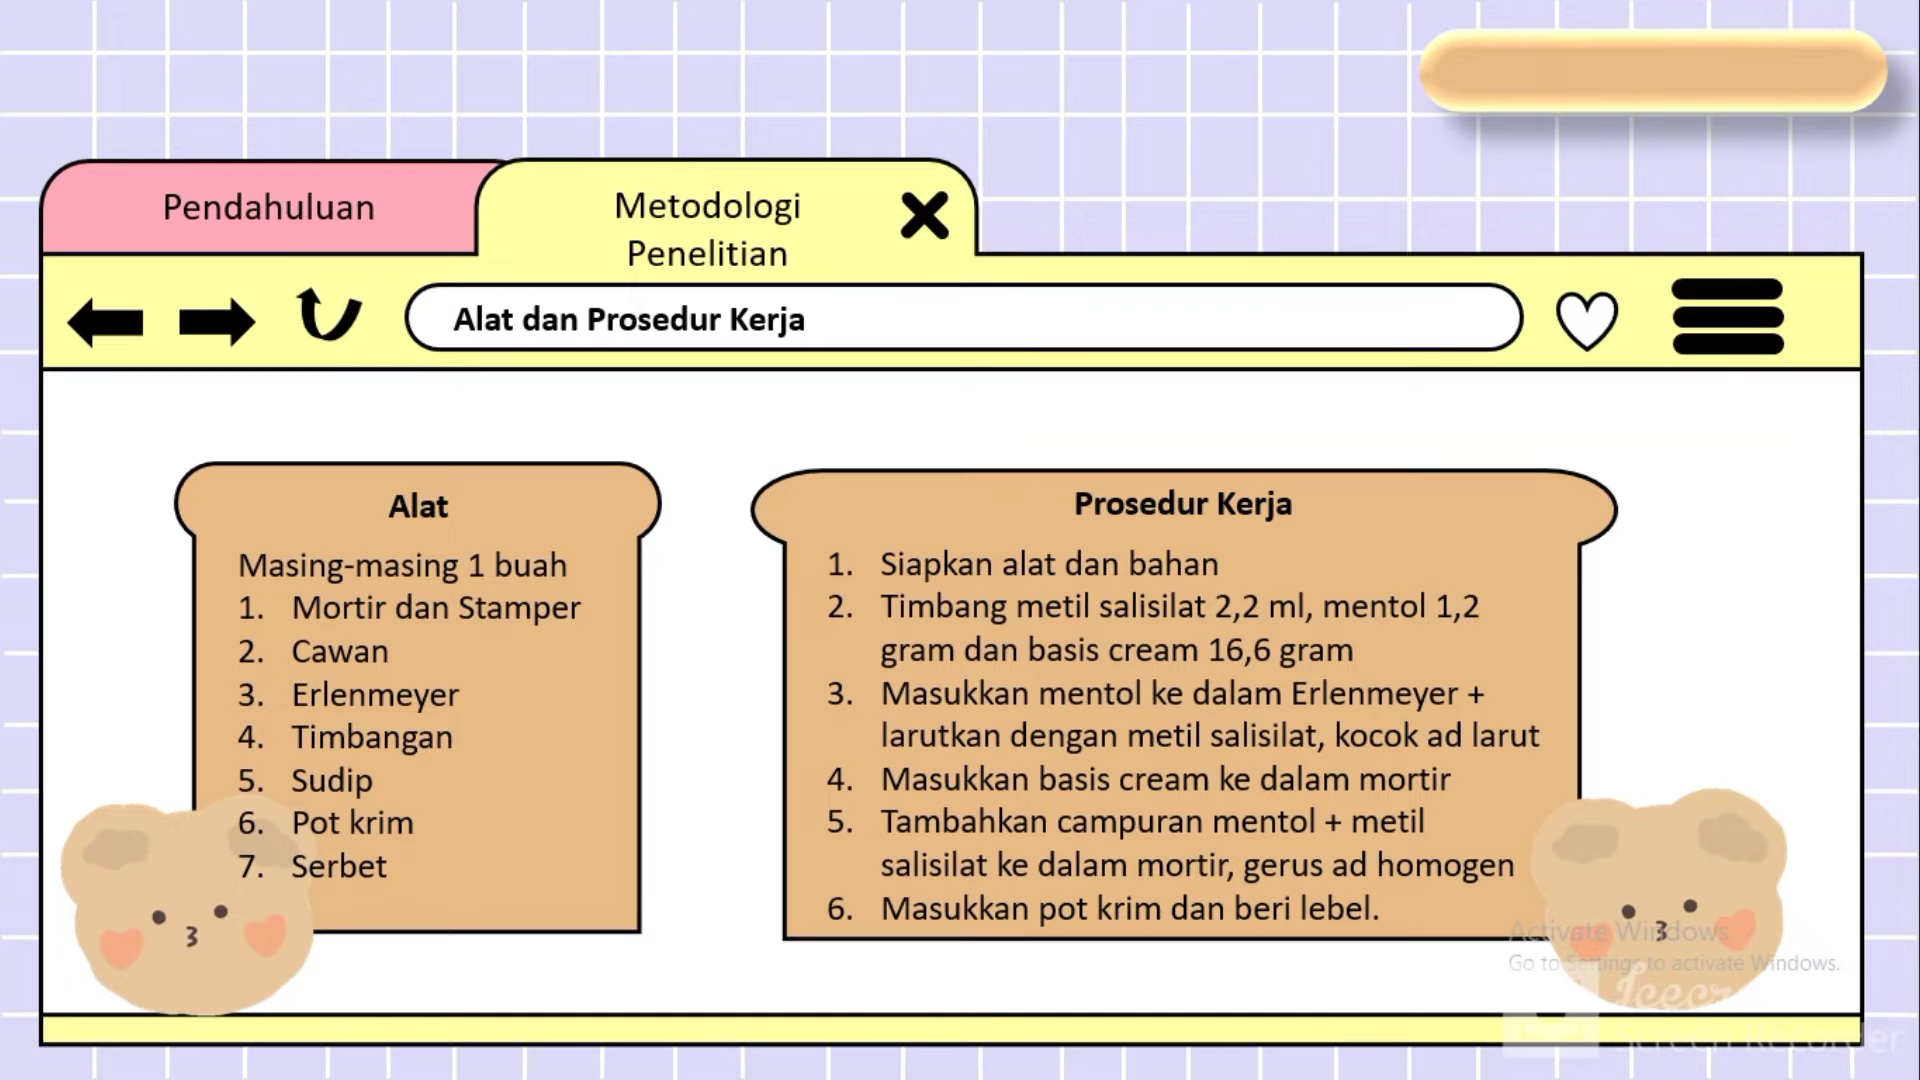 Pendahuluan
Metodologi
Penelitian
Alat dan Prosedur Kerja
Alat
Masing-masing 1 buah
1. Mortir dan Stamper
2. Cawan
3. Erlenmeyer
4. Timbangan
5. Sudip
6. Pot krim
7. Serbet
Prosedur Kerja
1. Siapkan alat dan bahan
2. Timbang metil salisilat 2,2 ml, mentol 1,2
gram dan basis cream 16,6 gram
3. Masukkan mentol ke dalam Erlenmeyer +
larutkan dengan metil salisilat, kocok ad larut
4. Masukkan basis cream ke dalam mortir
5. Tambahkan campuran mentol + metil
salisilat ke dalam mortir, gerus ad homogen
6. Masukkan pot krim dan beri lebel.
Activate Windows
Go to Settings to activate Windows.
Screen Recorder